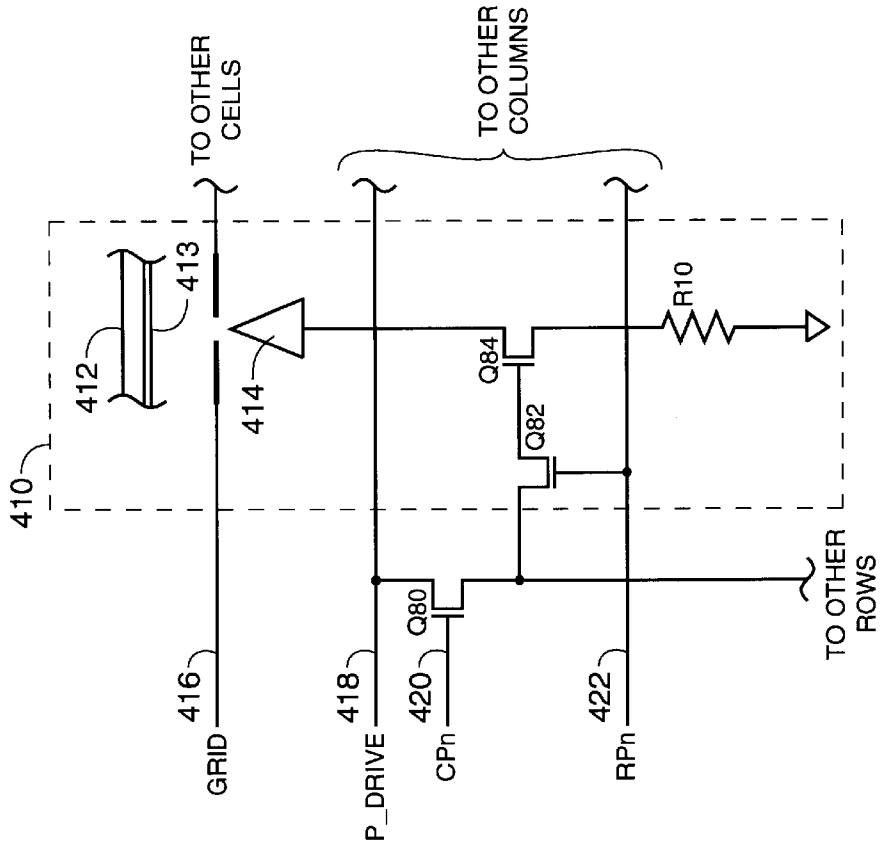 410
412
413
TO OTHER
CELLS
416
GRID
414
TO OTHER
COLUMNS
418
P_DRIVE
Q80
420
CPn
Q84
Q82
422
RPn
R10
TO OTHER
ROWS